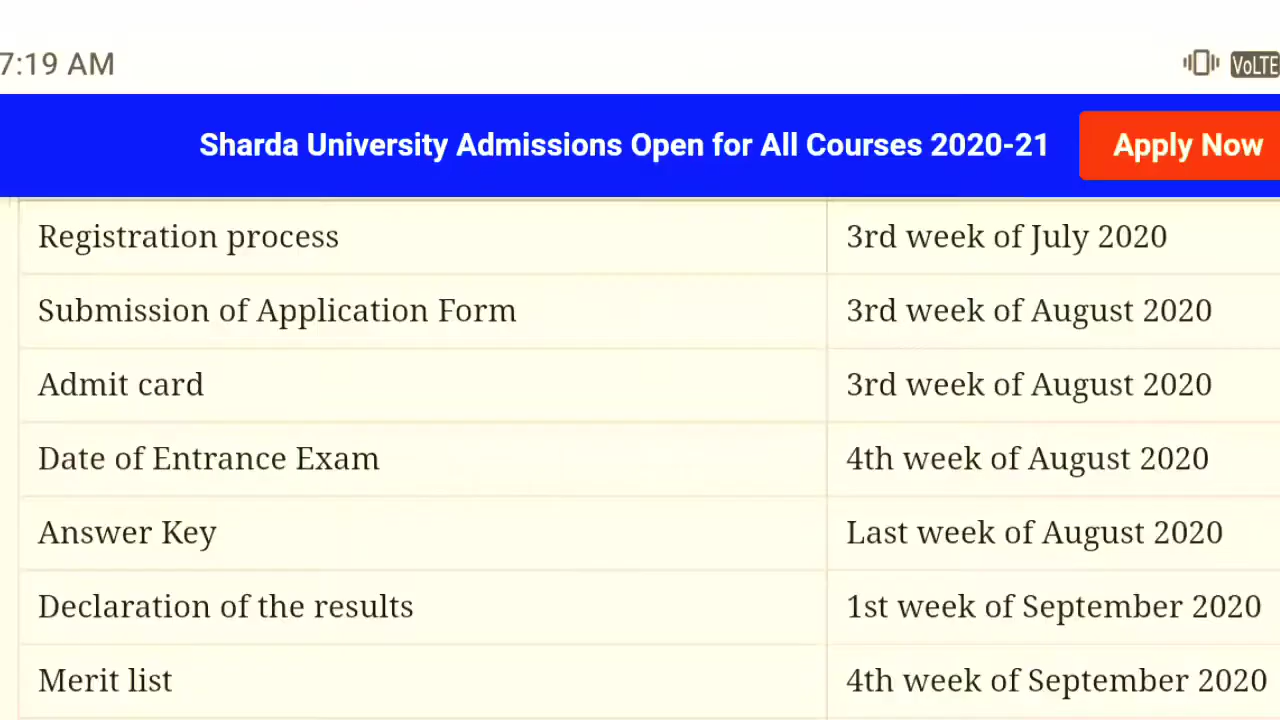 7:19 AM VoLTE
Sharda University Admissions Open for All Courses 2020-21 Apply Now
Registration process 3rd week of July 2020
Submission of Application Form 3rd week of August 2020
Admit card 3rd week of August 2020
Date of Entrance Exam 4th week of August 2020
Answer Key Last week of August 2020
Declaration of the results 1st week of September 2020
Merit list 4th week of September 2020